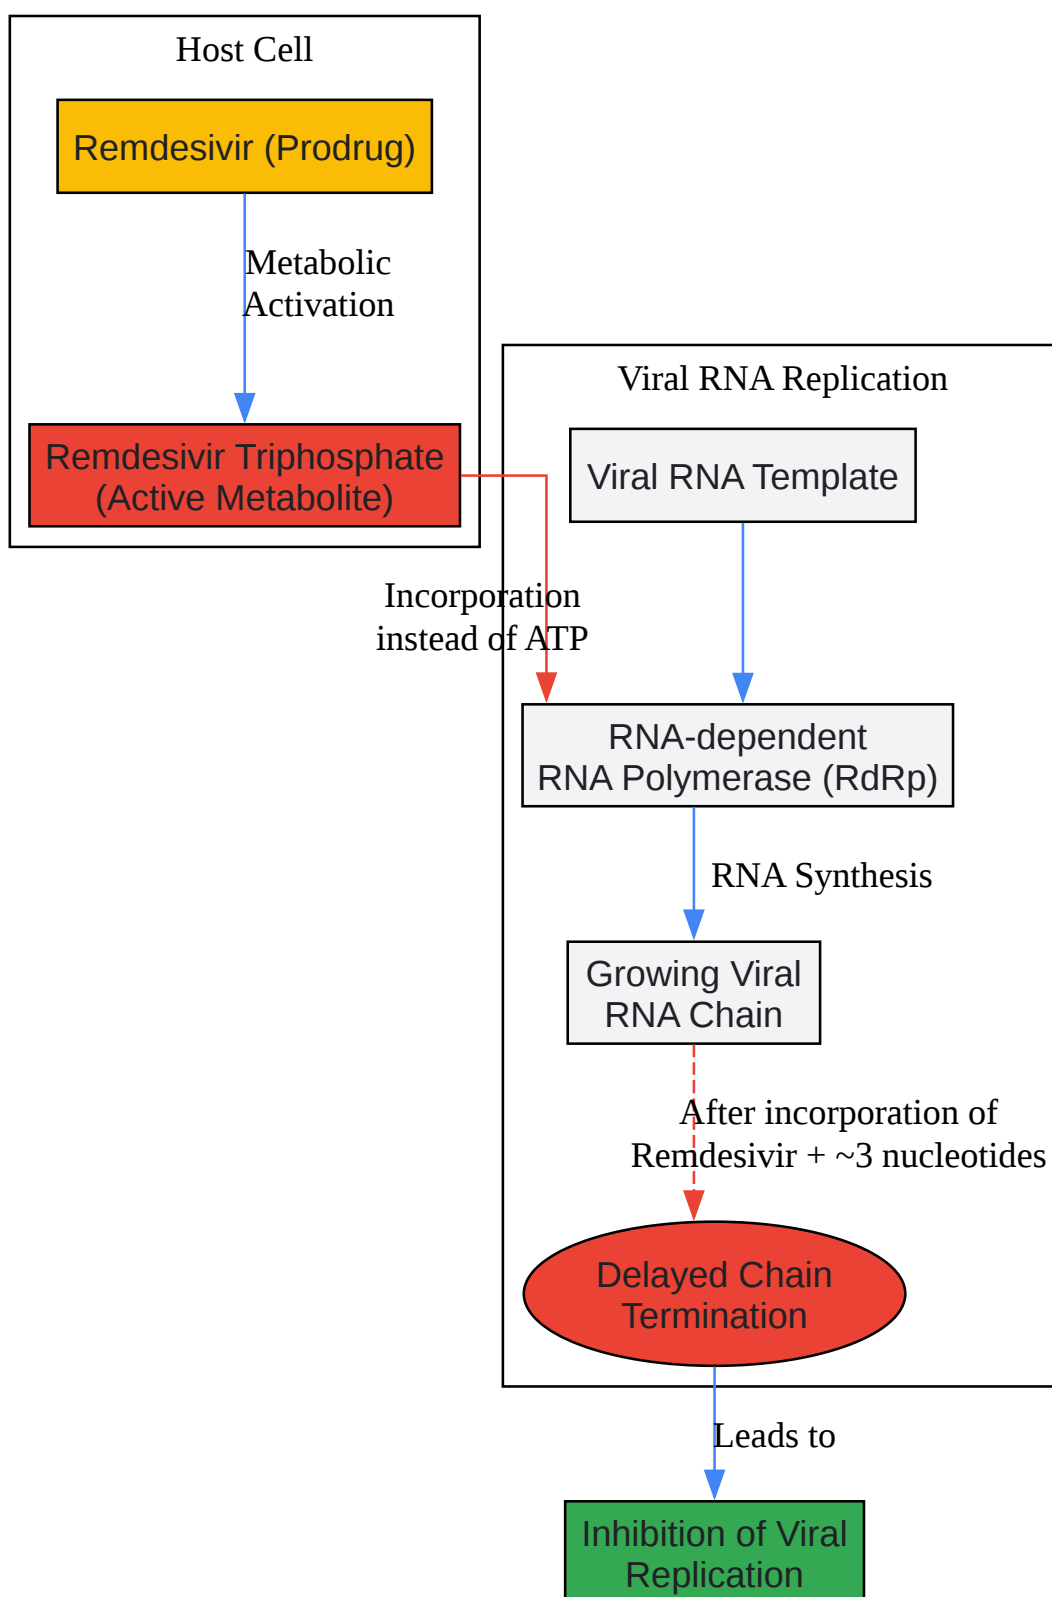 Host Cell
Remdesivir (Prodrug)
Metabolic
Activation
Remdesivir Triphosphate
(Active Metabolite)
Viral RNA Replication
Viral RNA Template
Incorporation
instead of ATP
RNA-dependent
RNA Polymerase (RdRp)
RNA Synthesis
Growing Viral
RNA Chain
After incorporation of
Remdesivir + ~3 nucleotides
Delayed Chain
Termination
Leads to
Inhibition of Viral
Replication